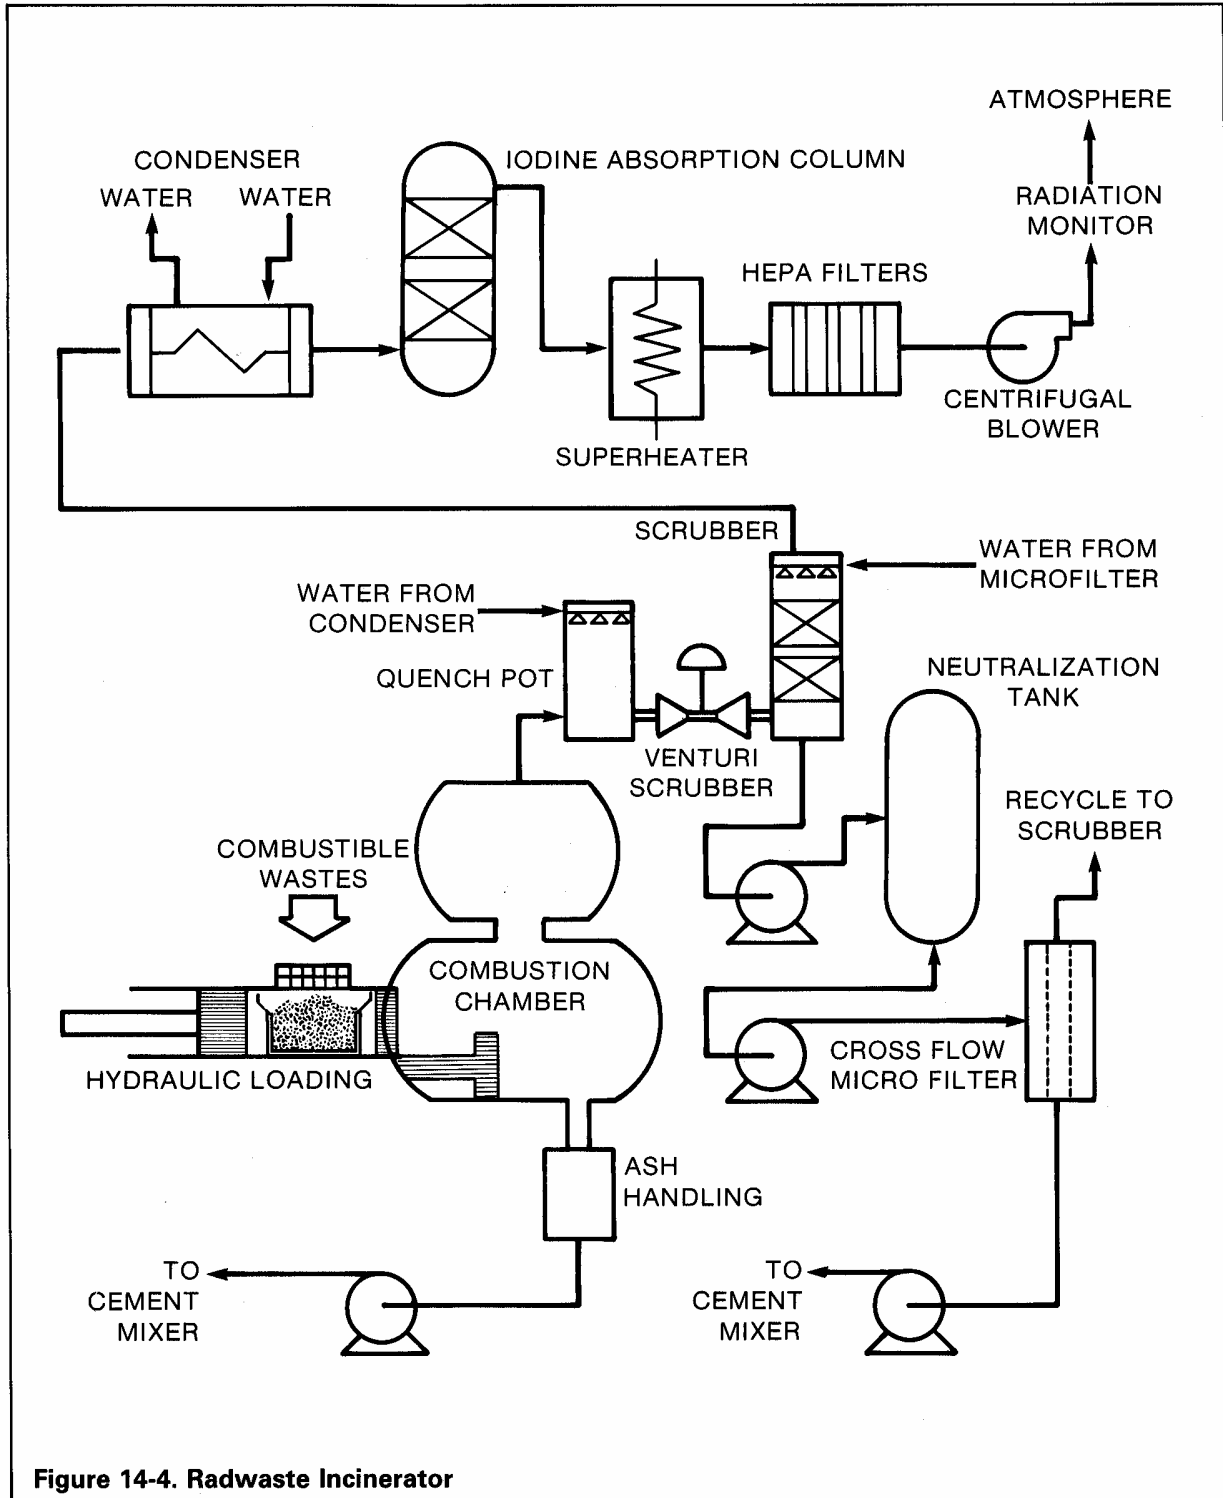 ATMOSPHERE
CONDENSER
WATER
WATER
IODINE ABSORPTION COLUMN
RADIATION
MONITOR
HEPA FILTERS
CENTRIFUGAL
BLOWER
SUPERHEATER
SCRUBBER
WATER FROM
MICROFILTER
WATER FROM
CONDENSER
QUENCH POT
NEUTRALIZATION
TANK
VENTURI
SCRUBBER
RECYCLE TO
SCRUBBER
COMBUSTIBLE
WASTES
COMBUSTION
CHAMBER
HYDRAULIC LOADING
CROSS FLOW
MICRO FILTER
ASH
HANDLING
TO
CEMENT
MIXER
TO
CEMENT
MIXER
Figure 14-4. Radwaste Incinerator